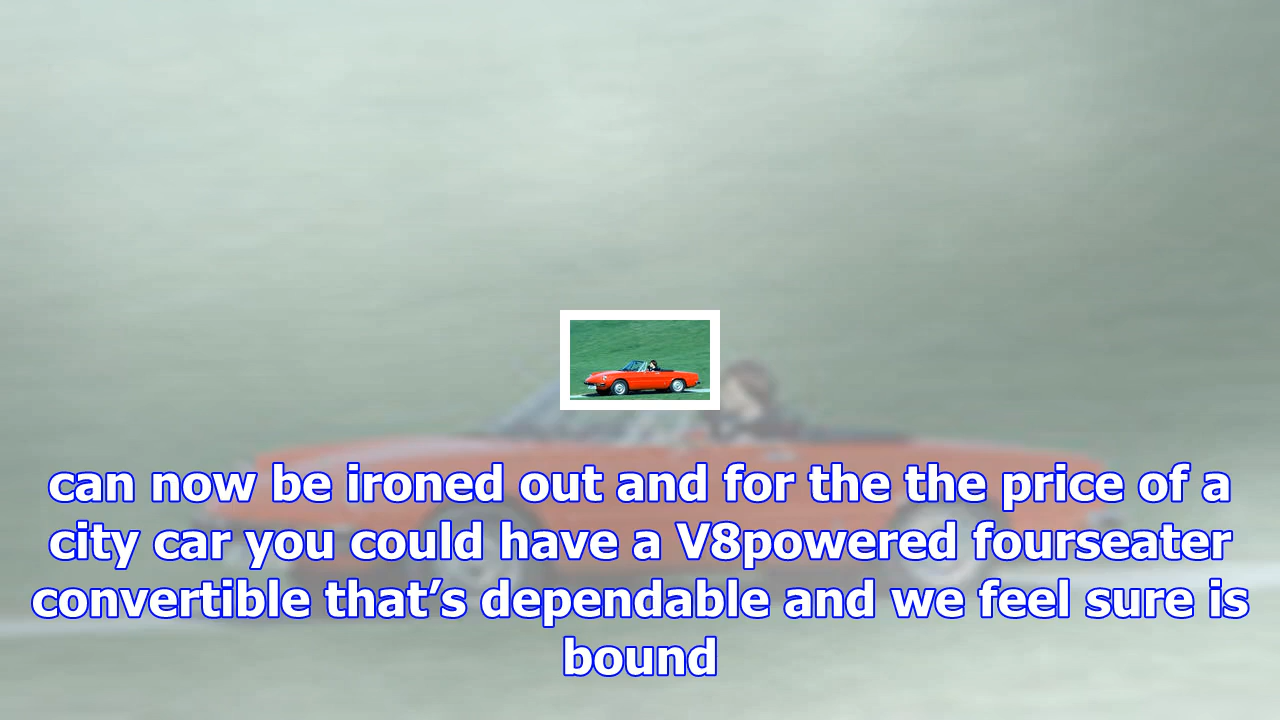 can now be ironed out and for the the price of a
city car you could have a V8powered fourseater
convertible that’s dependable and we feel sure is
bound